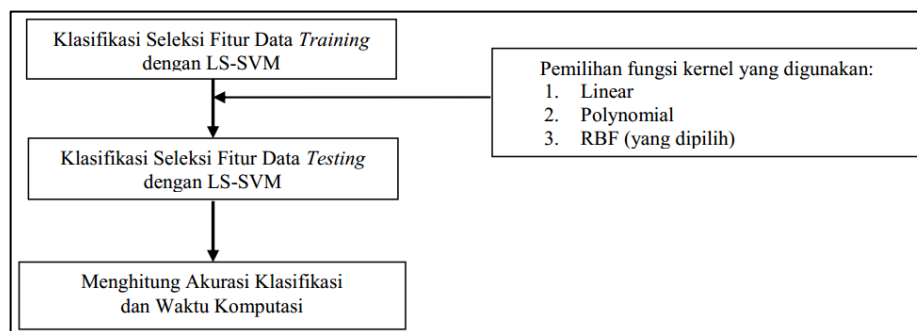 Klasifikasi Seleksi Fitur Data Training
dengan LS-SVM
Pemilihan fungsi kernel yang digunakan:
1. Linear
2. Polynomial
3. RBF (yang dipilih)
Klasifikasi Seleksi Fitur Data Testing
dengan LS-SVM
Menghitung Akurasi Klasifikasi
dan Waktu Komputasi